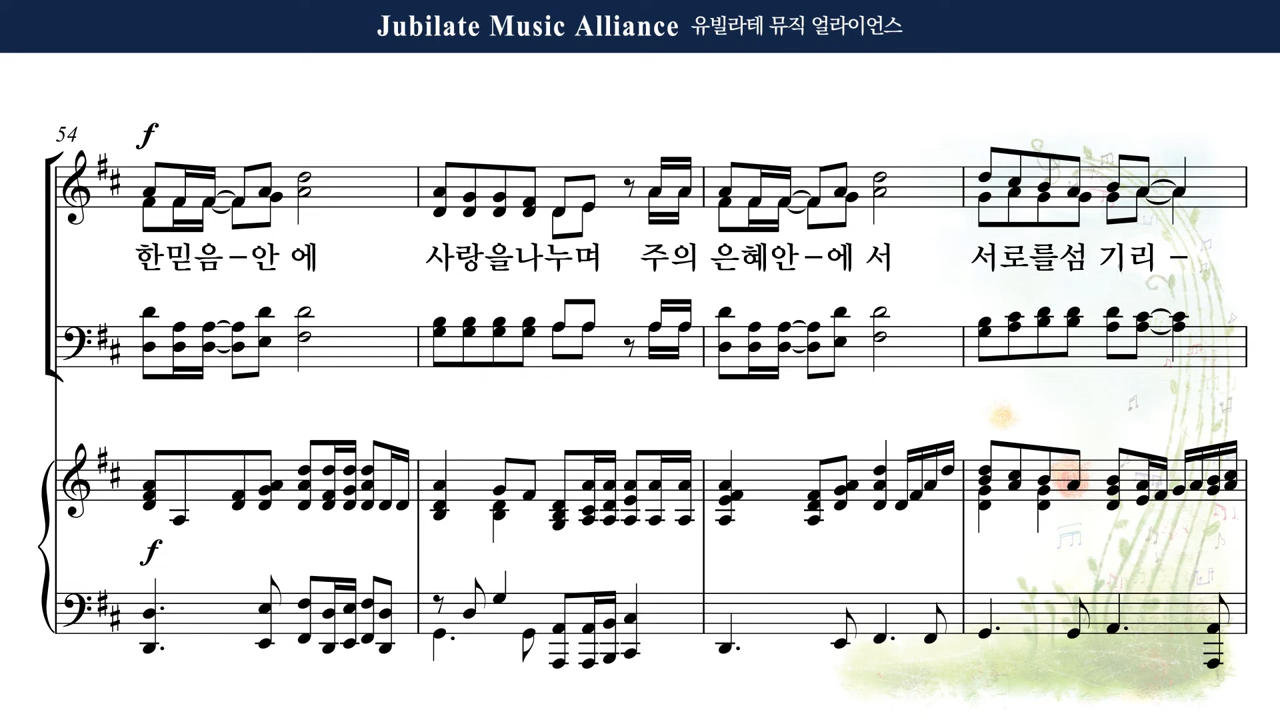 Jubilate Music Alliance 유빌라테 뮤직 얼라이언스
54
f
한믿음-안 에 사랑을나누며 주의 은혜안-에 서 서로를섬 기리 -
f